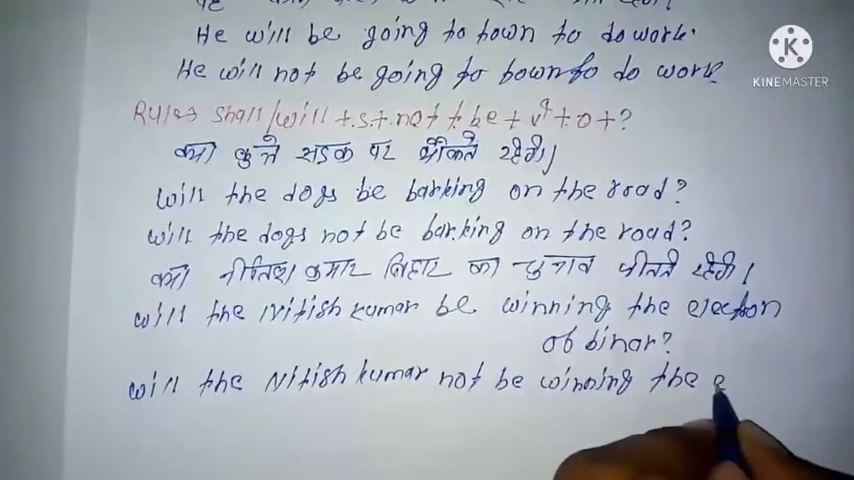 He will be going to town to do work.
He will not be going to town to do work.
Rule→ Shall/will + s + not + be + v⁴ + o + ?
क्या कुत्ते सड़क पर भौंकते रहेंगे।
will the dogs be barking on the road?
will the dogs not be barking on the road?
क्या नीतिश कुमार बिहार का चुनाव जीतते रहेंगे।
will the Nitish kumar be winning the election
of bihar?
will the Nitish kumar not be winning the e
KINEMASTER